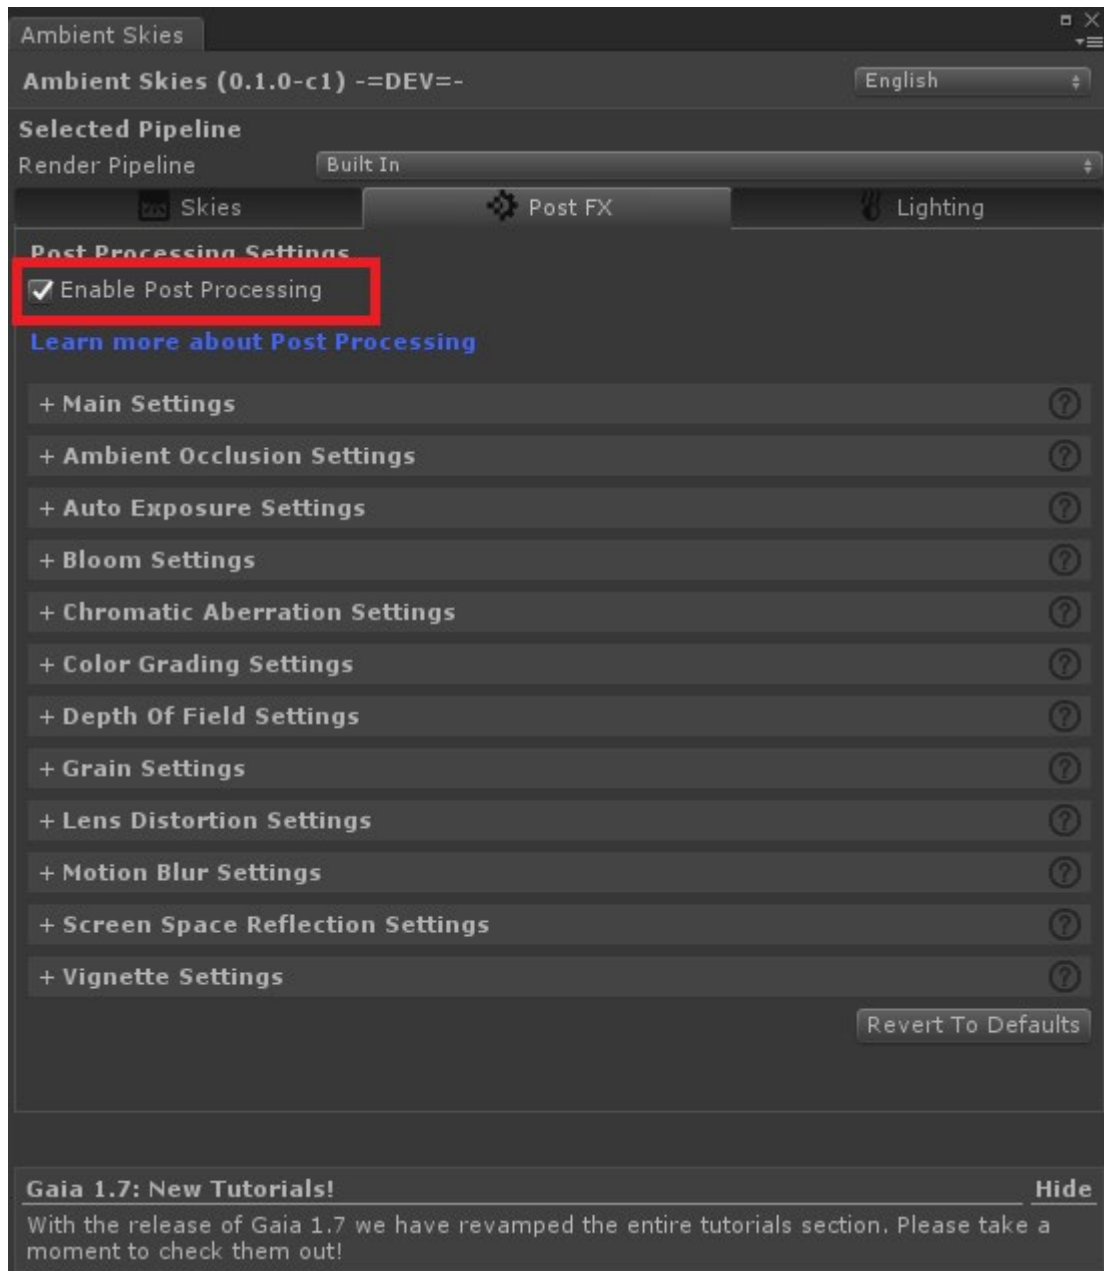 Ambient Skies
Ambient Skies (0.1.0-c1) -=DEV=-
English
Selected Pipeline
Render Pipeline
Built In
Skies
Post FX
Lighting
Post Processing Settings
Enable Post Processing
Learn more about Post Processing
+ Main Settings
+ Ambient Occlusion Settings
+ Auto Exposure Settings
+ Bloom Settings
+ Chromatic Aberration Settings
+ Color Grading Settings
+ Depth Of Field Settings
+ Grain Settings
+ Lens Distortion Settings
+ Motion Blur Settings
+ Screen Space Reflection Settings
+ Vignette Settings
Revert To Defaults
Gaia 1.7: New Tutorials!
Hide
With the release of Gaia 1.7 we have revamped the entire tutorials section. Please take a
moment to check them out!